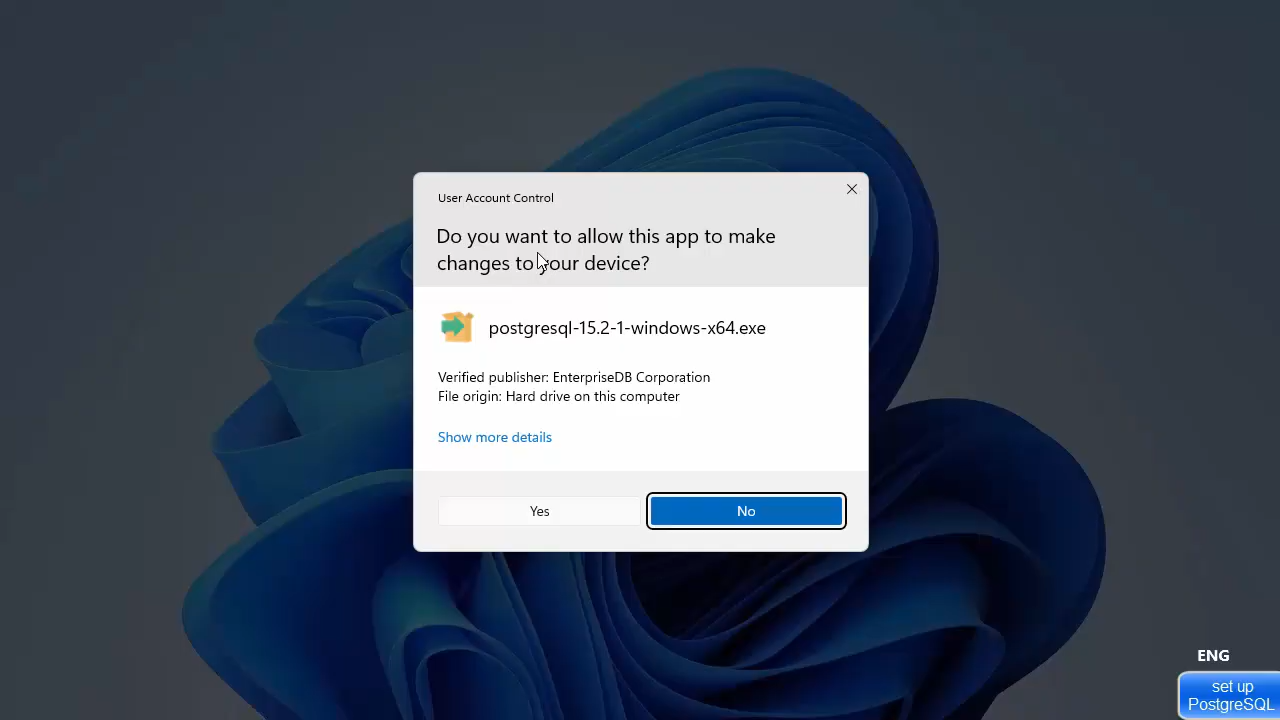 User Account Control
Do you want to allow this app to make
changes to your device?
postgresql-15.2-1-windows-x64.exe
Verified publisher: EnterpriseDB Corporation
File origin: Hard drive on this computer
Show more details
Yes
No
ENG
set up
PostgreSQL